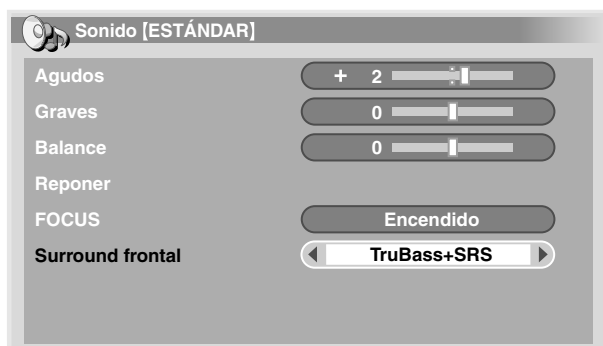 Sonido [ESTÁNDAR]
Agudos + 2
Graves 0
Balance 0
Reponer
FOCUS Encendido
Surround frontal TruBass+SRS